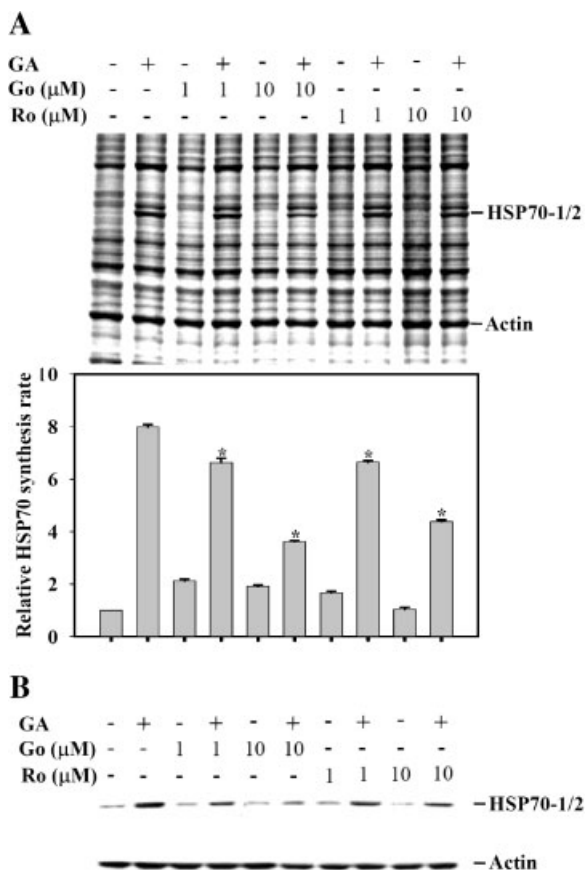 A
GA - + - + - + - + - +
Go (μM) - - 1 1 10 10 - - - -
Ro (μM) - - - - - - 1 1 10 10
HSP70-1/2
Actin
Relative HSP70 synthesis rate
10
8
6
4
2
0
* * * *
B
GA - + - + - + - + - +
Go (μM) - - 1 1 10 10 - - - -
Ro (μM) - - - - - - 1 1 10 10
HSP70-1/2
Actin